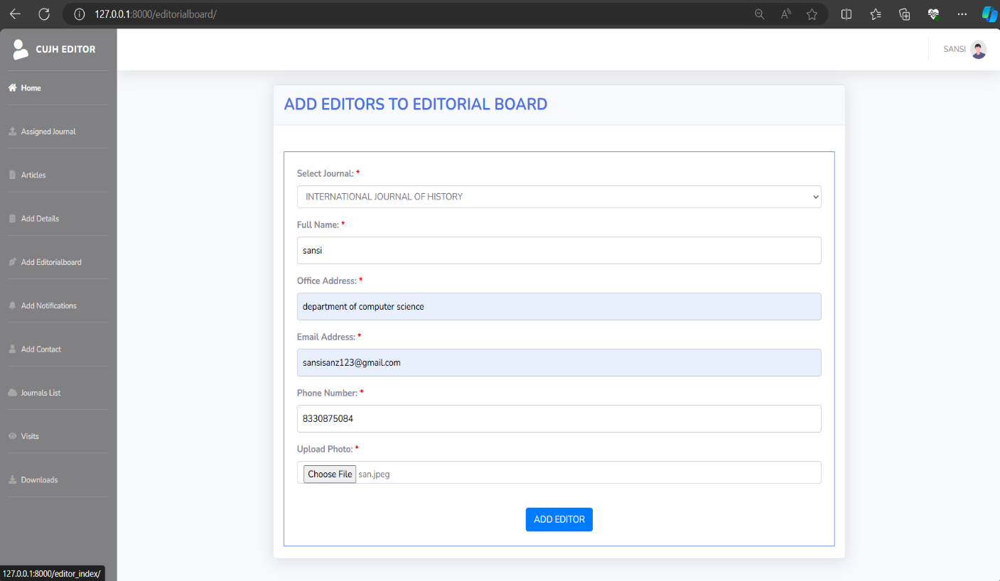 127.0.0.1:8000/editorialboard/
CUJH EDITOR
SANSI
Home
Assigned Journal
Articles
Add Details
Add Editorialboard
Add Notifications
Add Contact
Journals List
Visits
Downloads
ADD EDITORS TO EDITORIAL BOARD
Select Journal: *
INTERNATIONAL JOURNAL OF HISTORY
Full Name: *
sansi
Office Address: *
department of computer science
Email Address: *
sansisanz123@gmail.com
Phone Number: *
8330875084
Upload Photo: *
Choose File san.jpeg
ADD EDITOR
127.0.0.1:8000/editor_index/